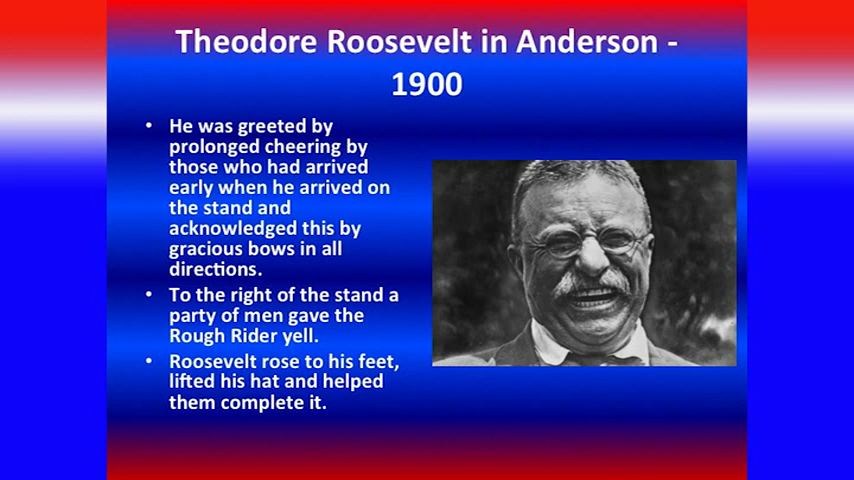 Theodore Roosevelt in Anderson -
1900
• He was greeted by
prolonged cheering by
those who had arrived
early when he arrived on
the stand and
acknowledged this by
gracious bows in all
directions.
• To the right of the stand a
party of men gave the
Rough Rider yell.
• Roosevelt rose to his feet,
lifted his hat and helped
them complete it.